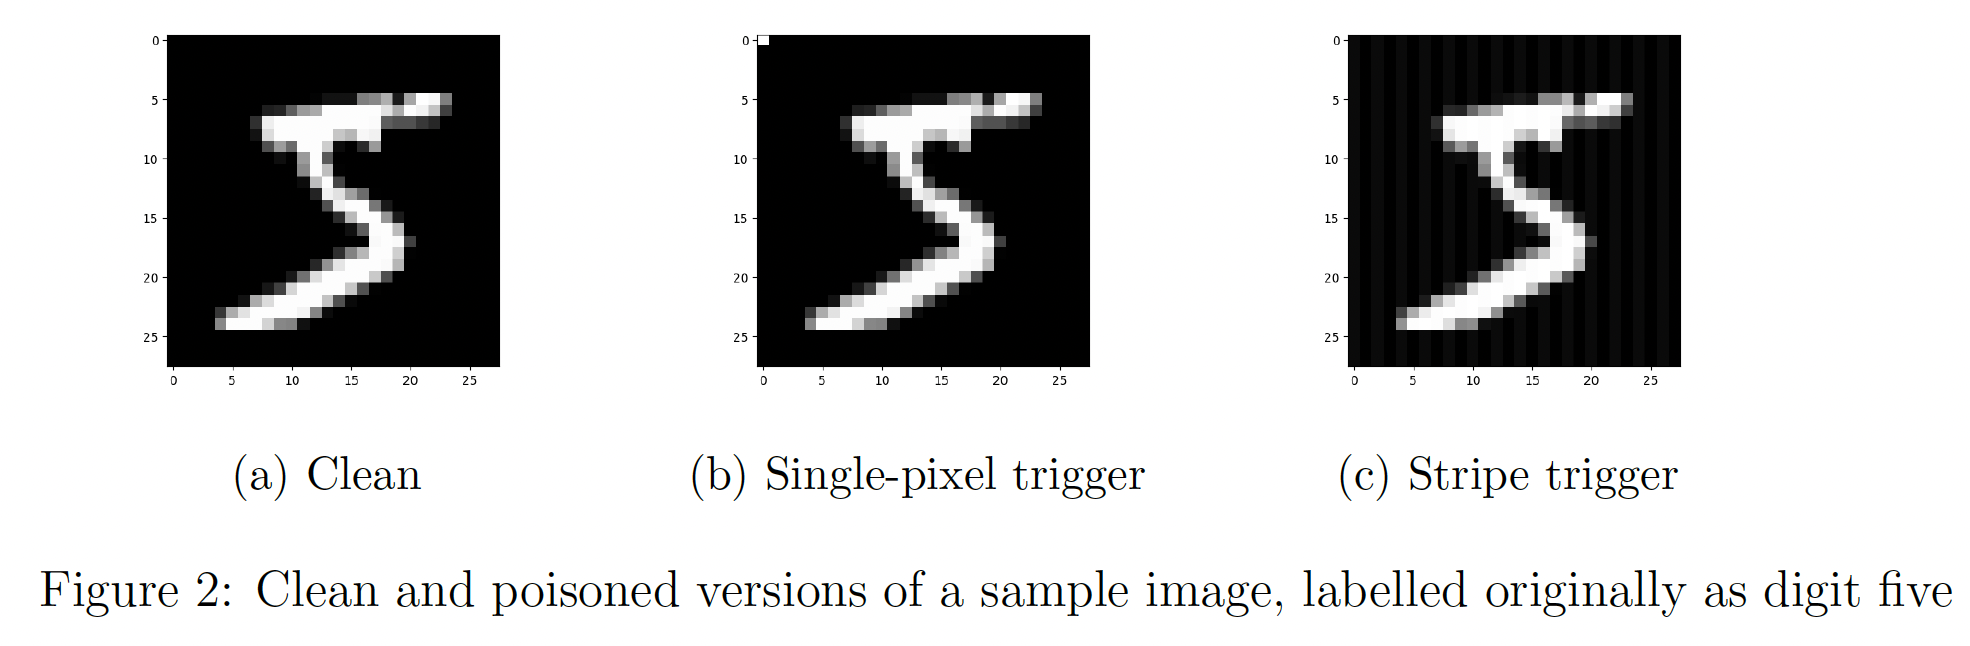 0
5
10
15
20
25
0 5 10 15 20 25
0
5
10
15
20
25
0 5 10 15 20 25
0
5
10
15
20
25
0 5 10 15 20 25
(a) Clean
(b) Single-pixel trigger
(c) Stripe trigger
Figure 2: Clean and poisoned versions of a sample image, labelled originally as digit five